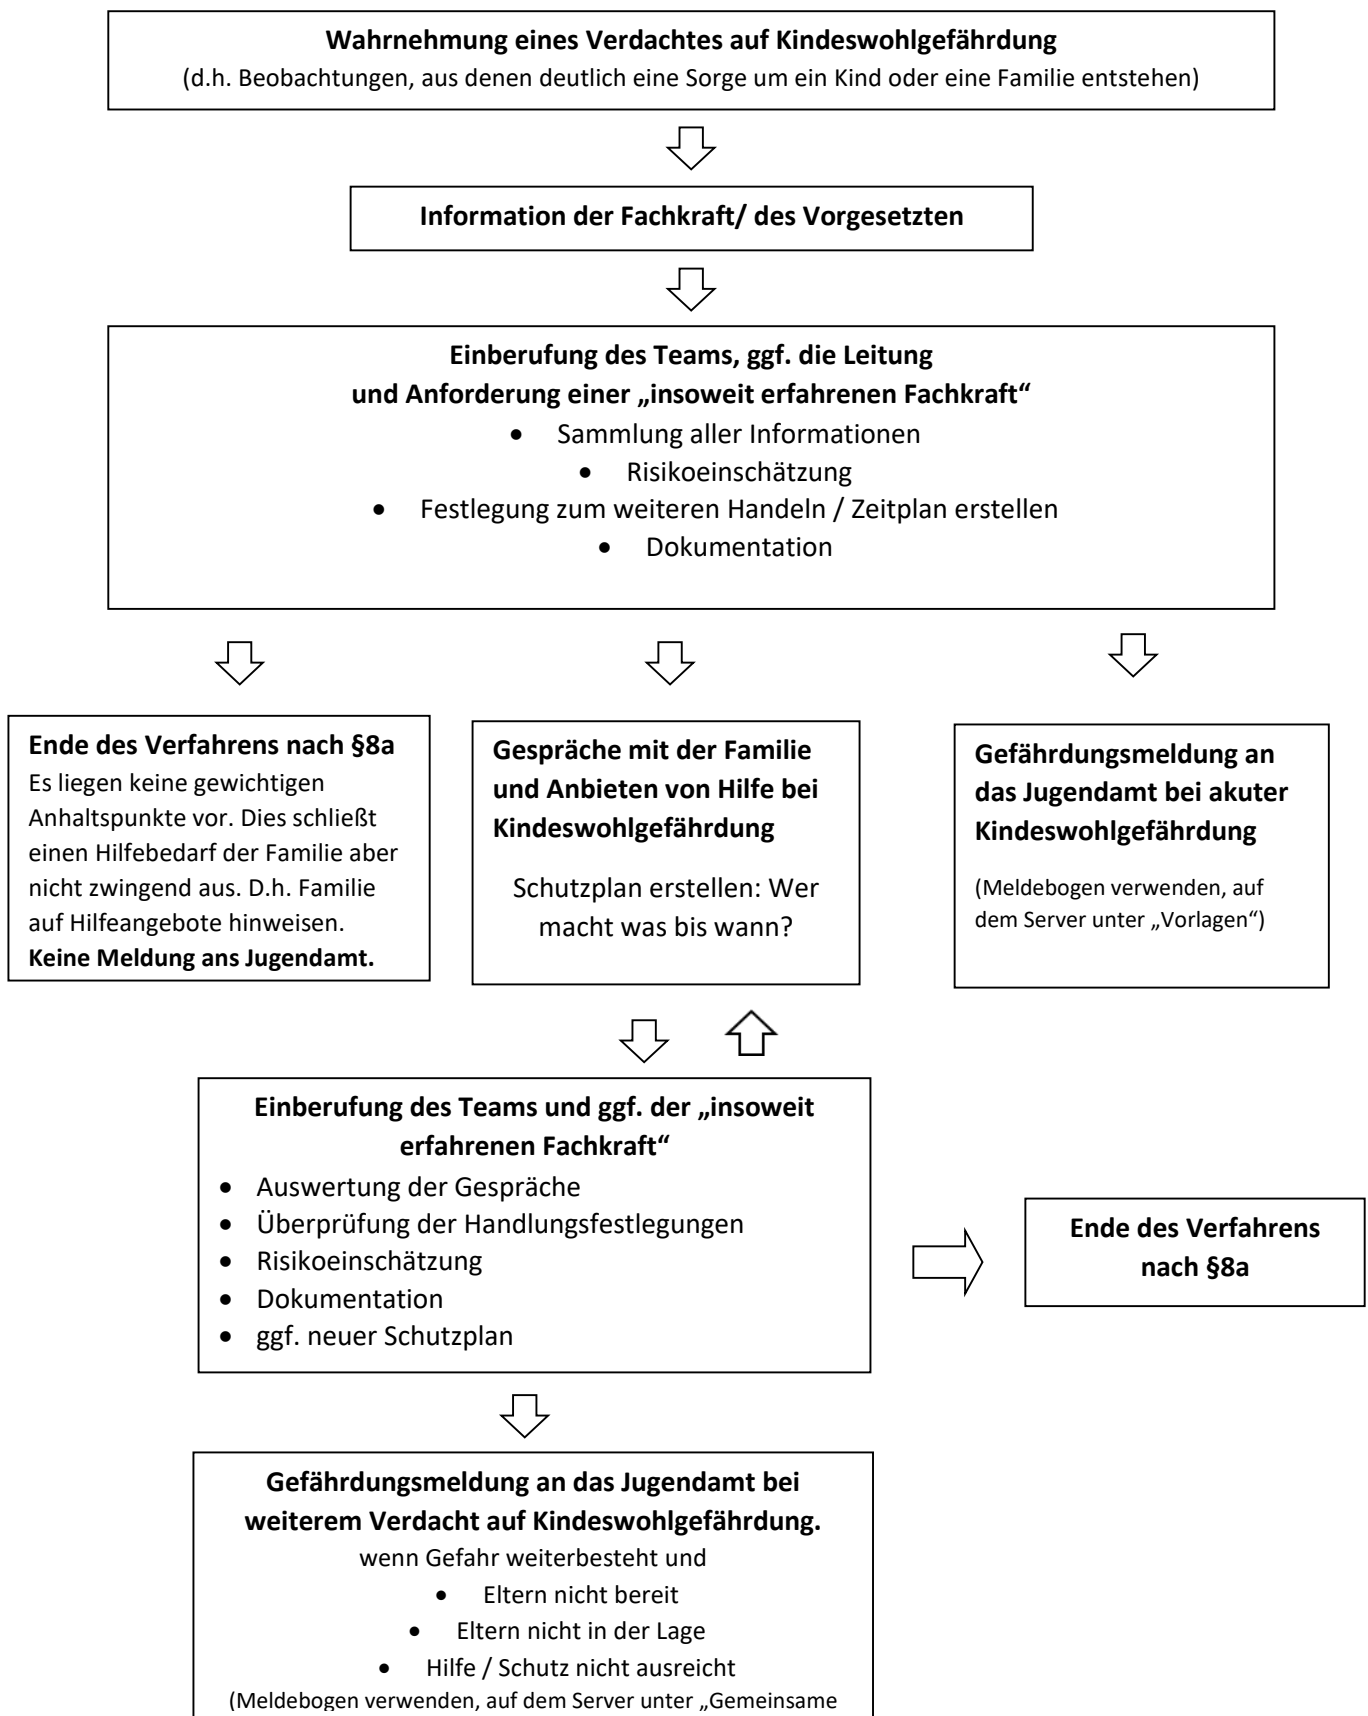 Wahrnehmung eines Verdachtes auf Kindeswohlgefährdung
(d.h. Beobachtungen, aus denen deutlich eine Sorge um ein Kind oder eine Familie entstehen)
Information der Fachkraft/ des Vorgesetzten
Einberufung des Teams, ggf. die Leitung
und Anforderung einer „insoweit erfahrenen Fachkraft“
• Sammlung aller Informationen
• Risikoeinschätzung
• Festlegung zum weiteren Handeln / Zeitplan erstellen
• Dokumentation
Ende des Verfahrens nach §8a
Es liegen keine gewichtigen
Anhaltspunkte vor. Dies schließt
einen Hilfebedarf der Familie aber
nicht zwingend aus. D.h. Familie
auf Hilfeangebote hinweisen.
Keine Meldung ans Jugendamt.
Gespräche mit der Familie
und Anbieten von Hilfe bei
Kindeswohlgefährdung
Schutzplan erstellen: Wer
macht was bis wann?
Gefährdungsmeldung an
das Jugendamt bei akuter
Kindeswohlgefährdung
(Meldebogen verwenden, auf
dem Server unter „Vorlagen“)
Einberufung des Teams und ggf. der „insoweit
erfahrenen Fachkraft“
• Auswertung der Gespräche
• Überprüfung der Handlungsfestlegungen
• Risikoeinschätzung
• Dokumentation
• ggf. neuer Schutzplan
Ende des Verfahrens
nach §8a
Gefährdungsmeldung an das Jugendamt bei
weiterem Verdacht auf Kindeswohlgefährdung.
wenn Gefahr weiterbesteht und
• Eltern nicht bereit
• Eltern nicht in der Lage
• Hilfe / Schutz nicht ausreicht
(Meldebogen verwenden, auf dem Server unter „Gemeinsame